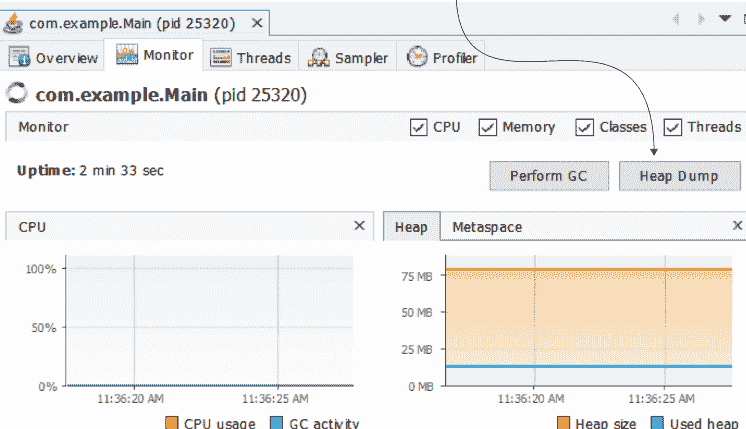 com.example.Main (pid 25320)
Overview Monitor Threads Sampler Profiler
com.example.Main (pid 25320)
Monitor CPU Memory Classes Threads
Uptime: 2 min 33 sec Perform GC Heap Dump
CPU
100%
50%
0%
11:36:20 AM 11:36:25 AM
CPU usage GC activity
Heap Metaspace
75 MB
50 MB
25 MB
0 MB
11:36:20 AM 11:36:25 AM
Heap size Used heap